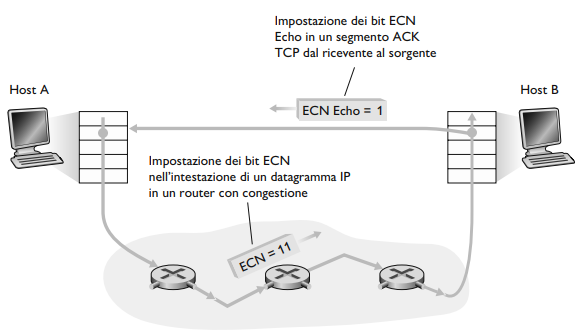 Impostazione dei bit ECN
Echo in un segmento ACK
TCP dal ricevente al sorgente
Host A
Host B
ECN Echo = 1
Impostazione dei bit ECN
nell'intestazione di un datagramma IP
in un router con congestione
ECN = 11